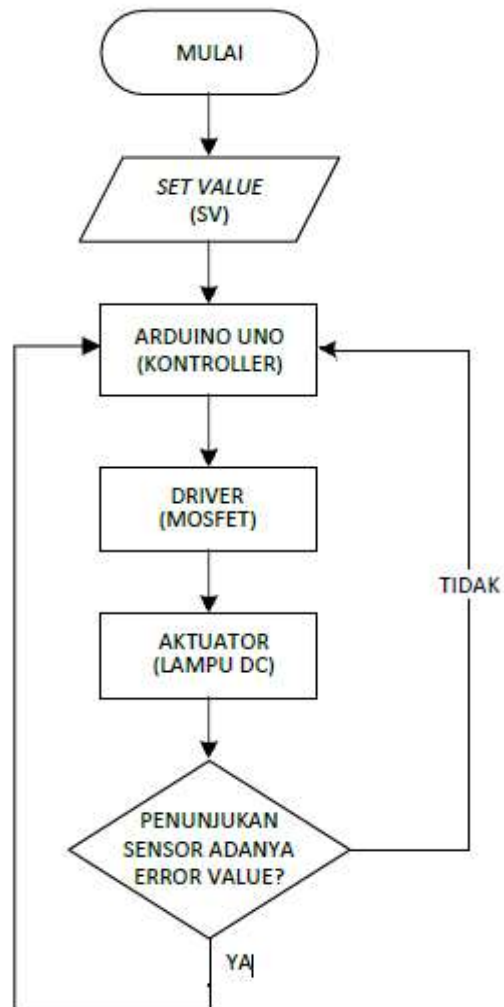 MULAI
SET VALUE
(SV)
ARDUINO UNO
(KONTROLLER)
DRIVER
(MOSFET)
TIDAK
AKTUATOR
(LAMPU DC)
PENUNJUKAN
SENSOR ADANYA
ERROR VALUE?
YA